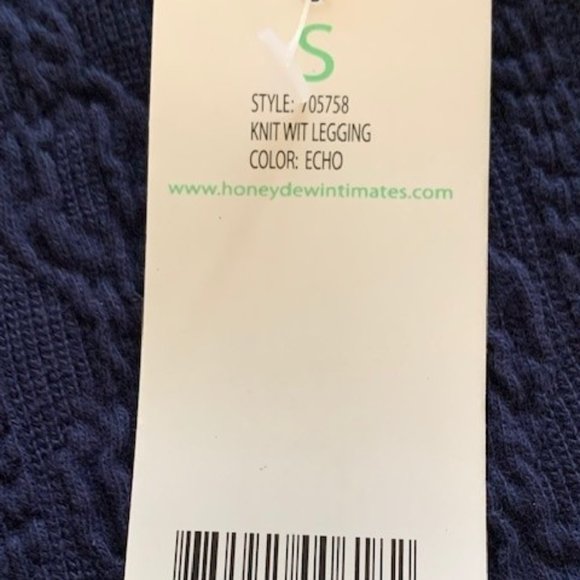 S
STYLE: 705758
KNIT WIT LEGGING
COLOR: ECHO
www.honeydewintimates.com